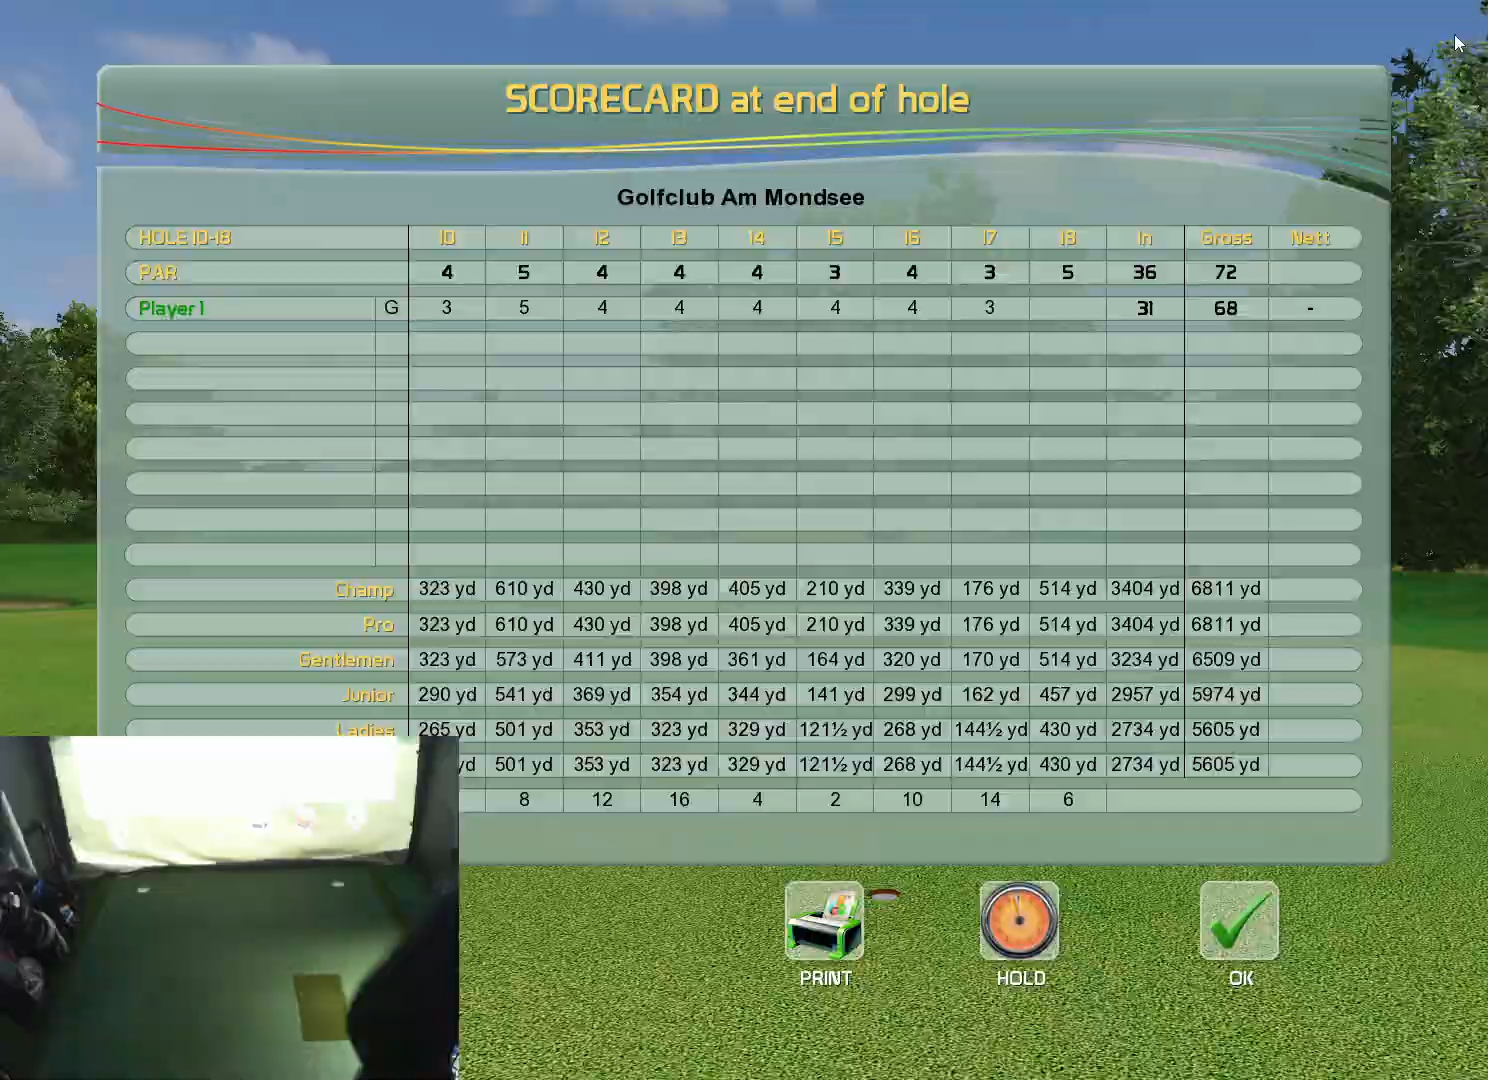 SCORECARD at end of hole
Golfclub Am Mondsee
HOLE 10-18 10 11 12 13 14 15 16 17 18 In Gross Nett
PAR 4 5 4 4 4 3 4 3 5 36 72
Player 1 G 3 5 4 4 4 4 4 3 31 68 -
Champ 323 yd 610 yd 430 yd 398 yd 405 yd 210 yd 339 yd 176 yd 514 yd 3404 yd 6811 yd
Pro 323 yd 610 yd 430 yd 398 yd 405 yd 210 yd 339 yd 176 yd 514 yd 3404 yd 6811 yd
Gentlemen 323 yd 573 yd 411 yd 398 yd 361 yd 164 yd 320 yd 170 yd 514 yd 3234 yd 6509 yd
Junior 290 yd 541 yd 369 yd 354 yd 344 yd 141 yd 299 yd 162 yd 457 yd 2957 yd 5974 yd
Ladies 265 yd 501 yd 353 yd 323 yd 329 yd 121½ yd 268 yd 144½ yd 430 yd 2734 yd 5605 yd
yd 501 yd 353 yd 323 yd 329 yd 121½ yd 268 yd 144½ yd 430 yd 2734 yd 5605 yd
8 12 16 4 2 10 14 6
PRINT HOLD OK